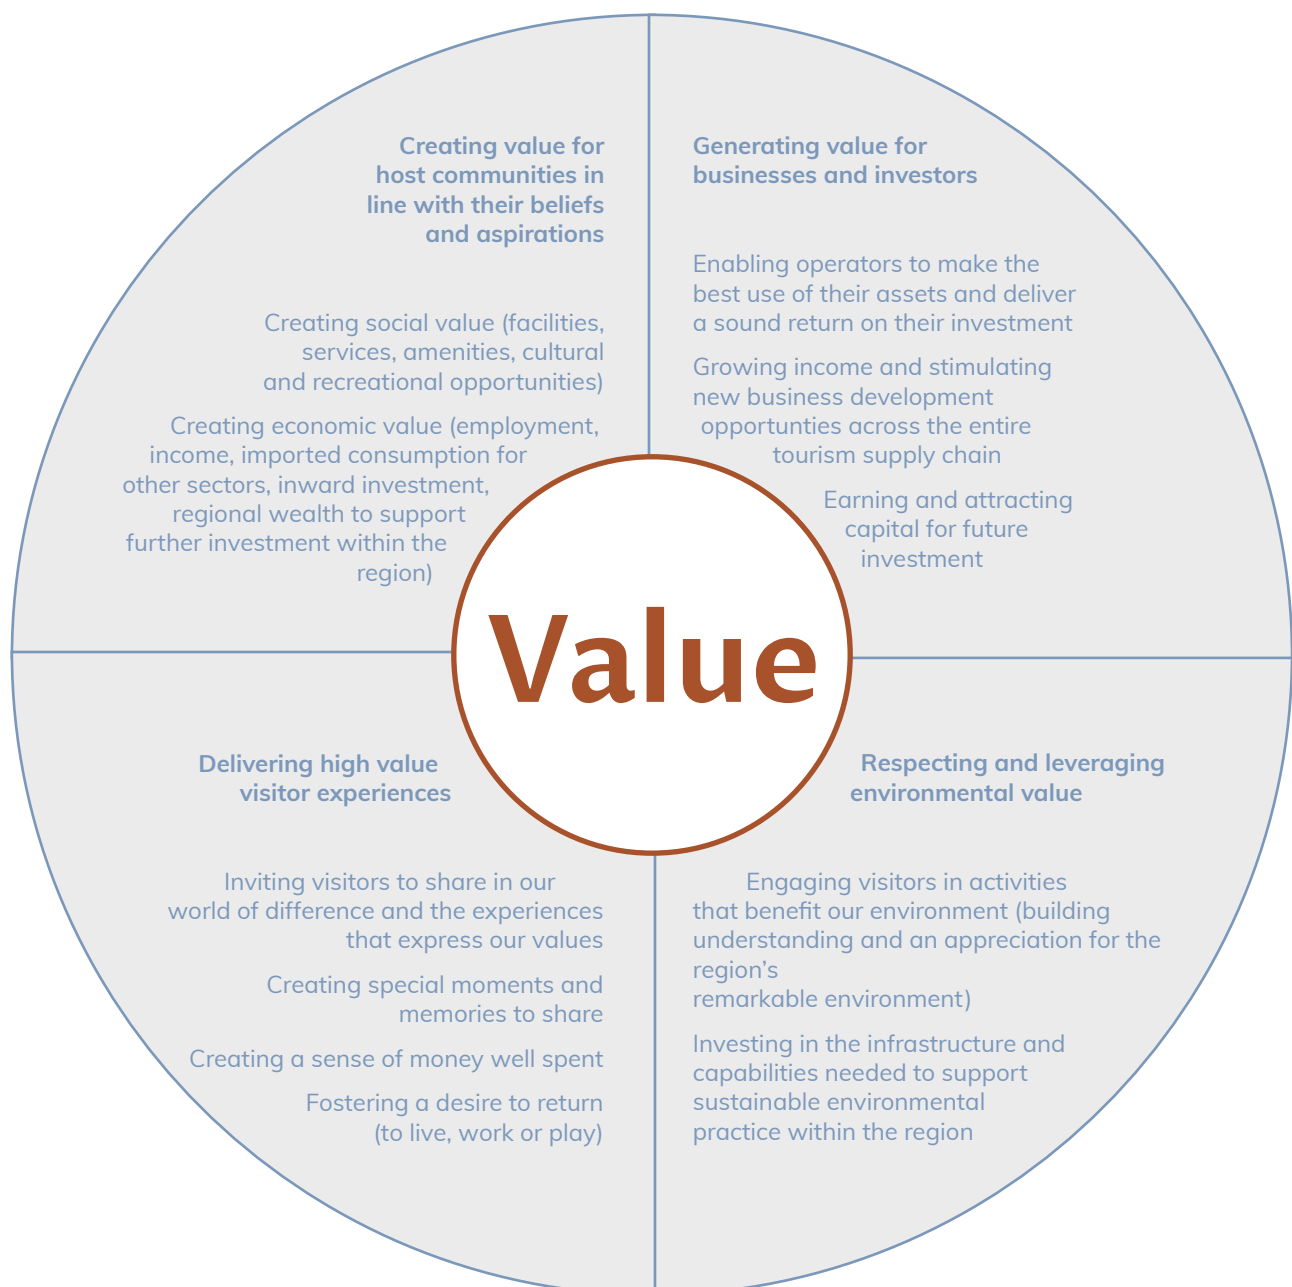 Creating value for
host communities in
line with their beliefs
and aspirations
Creating social value (facilities,
services, amenities, cultural
and recreational opportunities)
Creating economic value (employment,
income, imported consumption for
other sectors, inward investment,
regional wealth to support
further investment within the
region)
Generating value for
businesses and investors
Enabling operators to make the
best use of their assets and deliver
a sound return on their investment
Growing income and stimulating
new business development
opportunties across the entire
tourism supply chain
Earning and attracting
capital for future
investment
Value
Delivering high value
visitor experiences
Inviting visitors to share in our
world of difference and the experiences
that express our values
Creating special moments and
memories to share
Creating a sense of money well spent
Fostering a desire to return
(to live, work or play)
Respecting and leveraging
environmental value
Engaging visitors in activities
that benefit our environment (building
understanding and an appreciation for the
region’s
remarkable environment)
Investing in the infrastructure and
capabilities needed to support
sustainable environmental
practice within the region